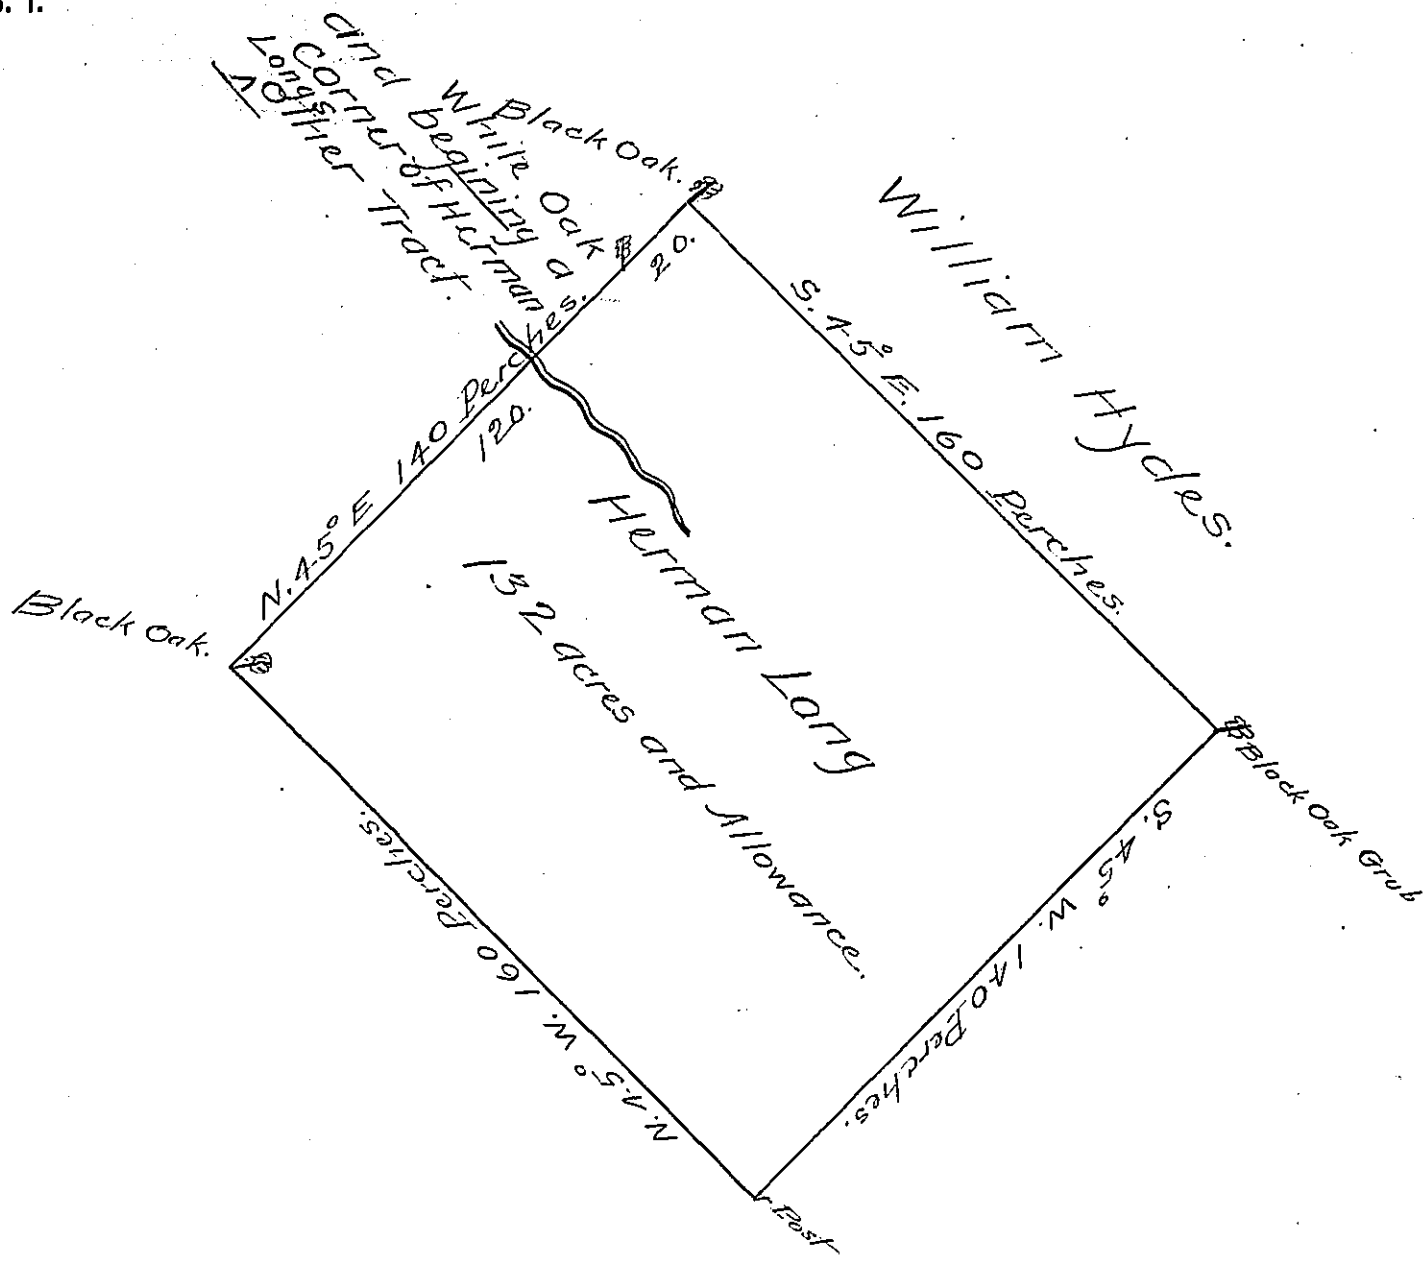 and begining a
White Oak
Corner of Herman
Longs
Other Tract.
Black Oak.
William Hydes.
20.
S. 45° E. 160 Perches.
N. 45° E 140 Perches.
120.
Herman Long
132 acres and Allowance.
Black Oak.
Black Oak Grub
S. 45° W. 140 Perches.
N. 45° W. 160 Perches.
Post